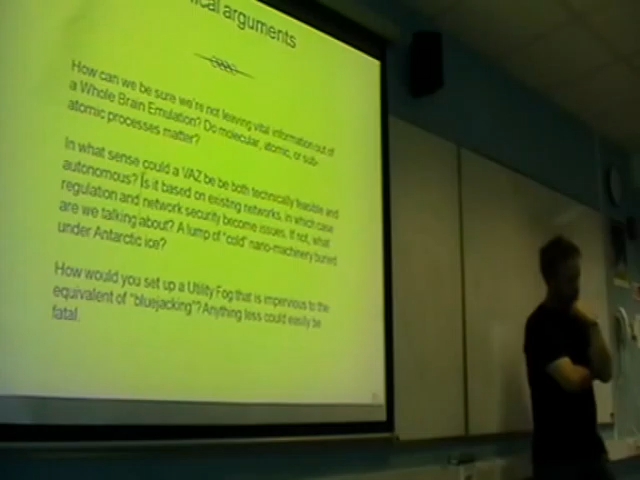 ical arguments
How can we be sure we're not leaving vital information out of
a Whole Brain Emulation? Do molecular, atomic, or sub-
atomic processes matter?
In what sense could a VAZ be be both technically feasible and
autonomous? Is it based on existing networks, in which case
regulation and network security become issues. If not, what
are we talking about? A lump of "cold" nano-machinery buried
under Antarctic ice?
How would you set up a Utility Fog that is impervious to the
equivalent of "bluejacking"? Anything less could easily be
fatal.